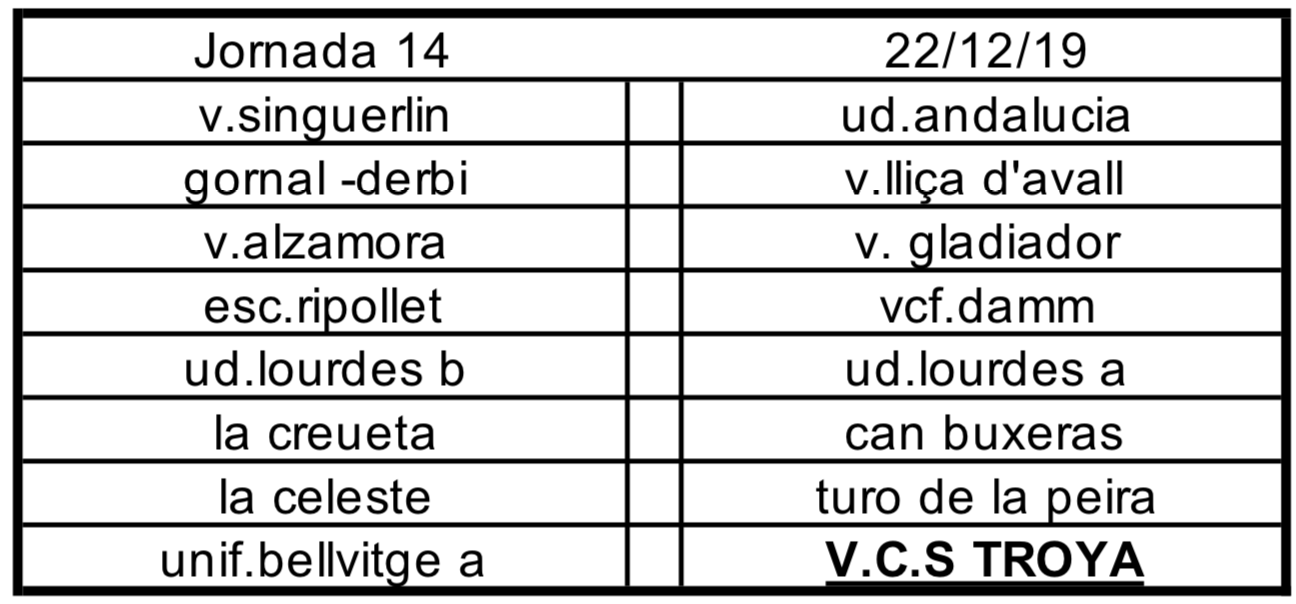 Jornada 14 22/12/19
v.singuerlin ud.andalucia
gornal -derbi v.lliça d'avall
v.alzamora v. gladiador
esc.ripollet vcf.damm
ud.lourdes b ud.lourdes a
la creueta can buxeras
la celeste turo de la peira
unif.bellvitge a V.C.S TROYA